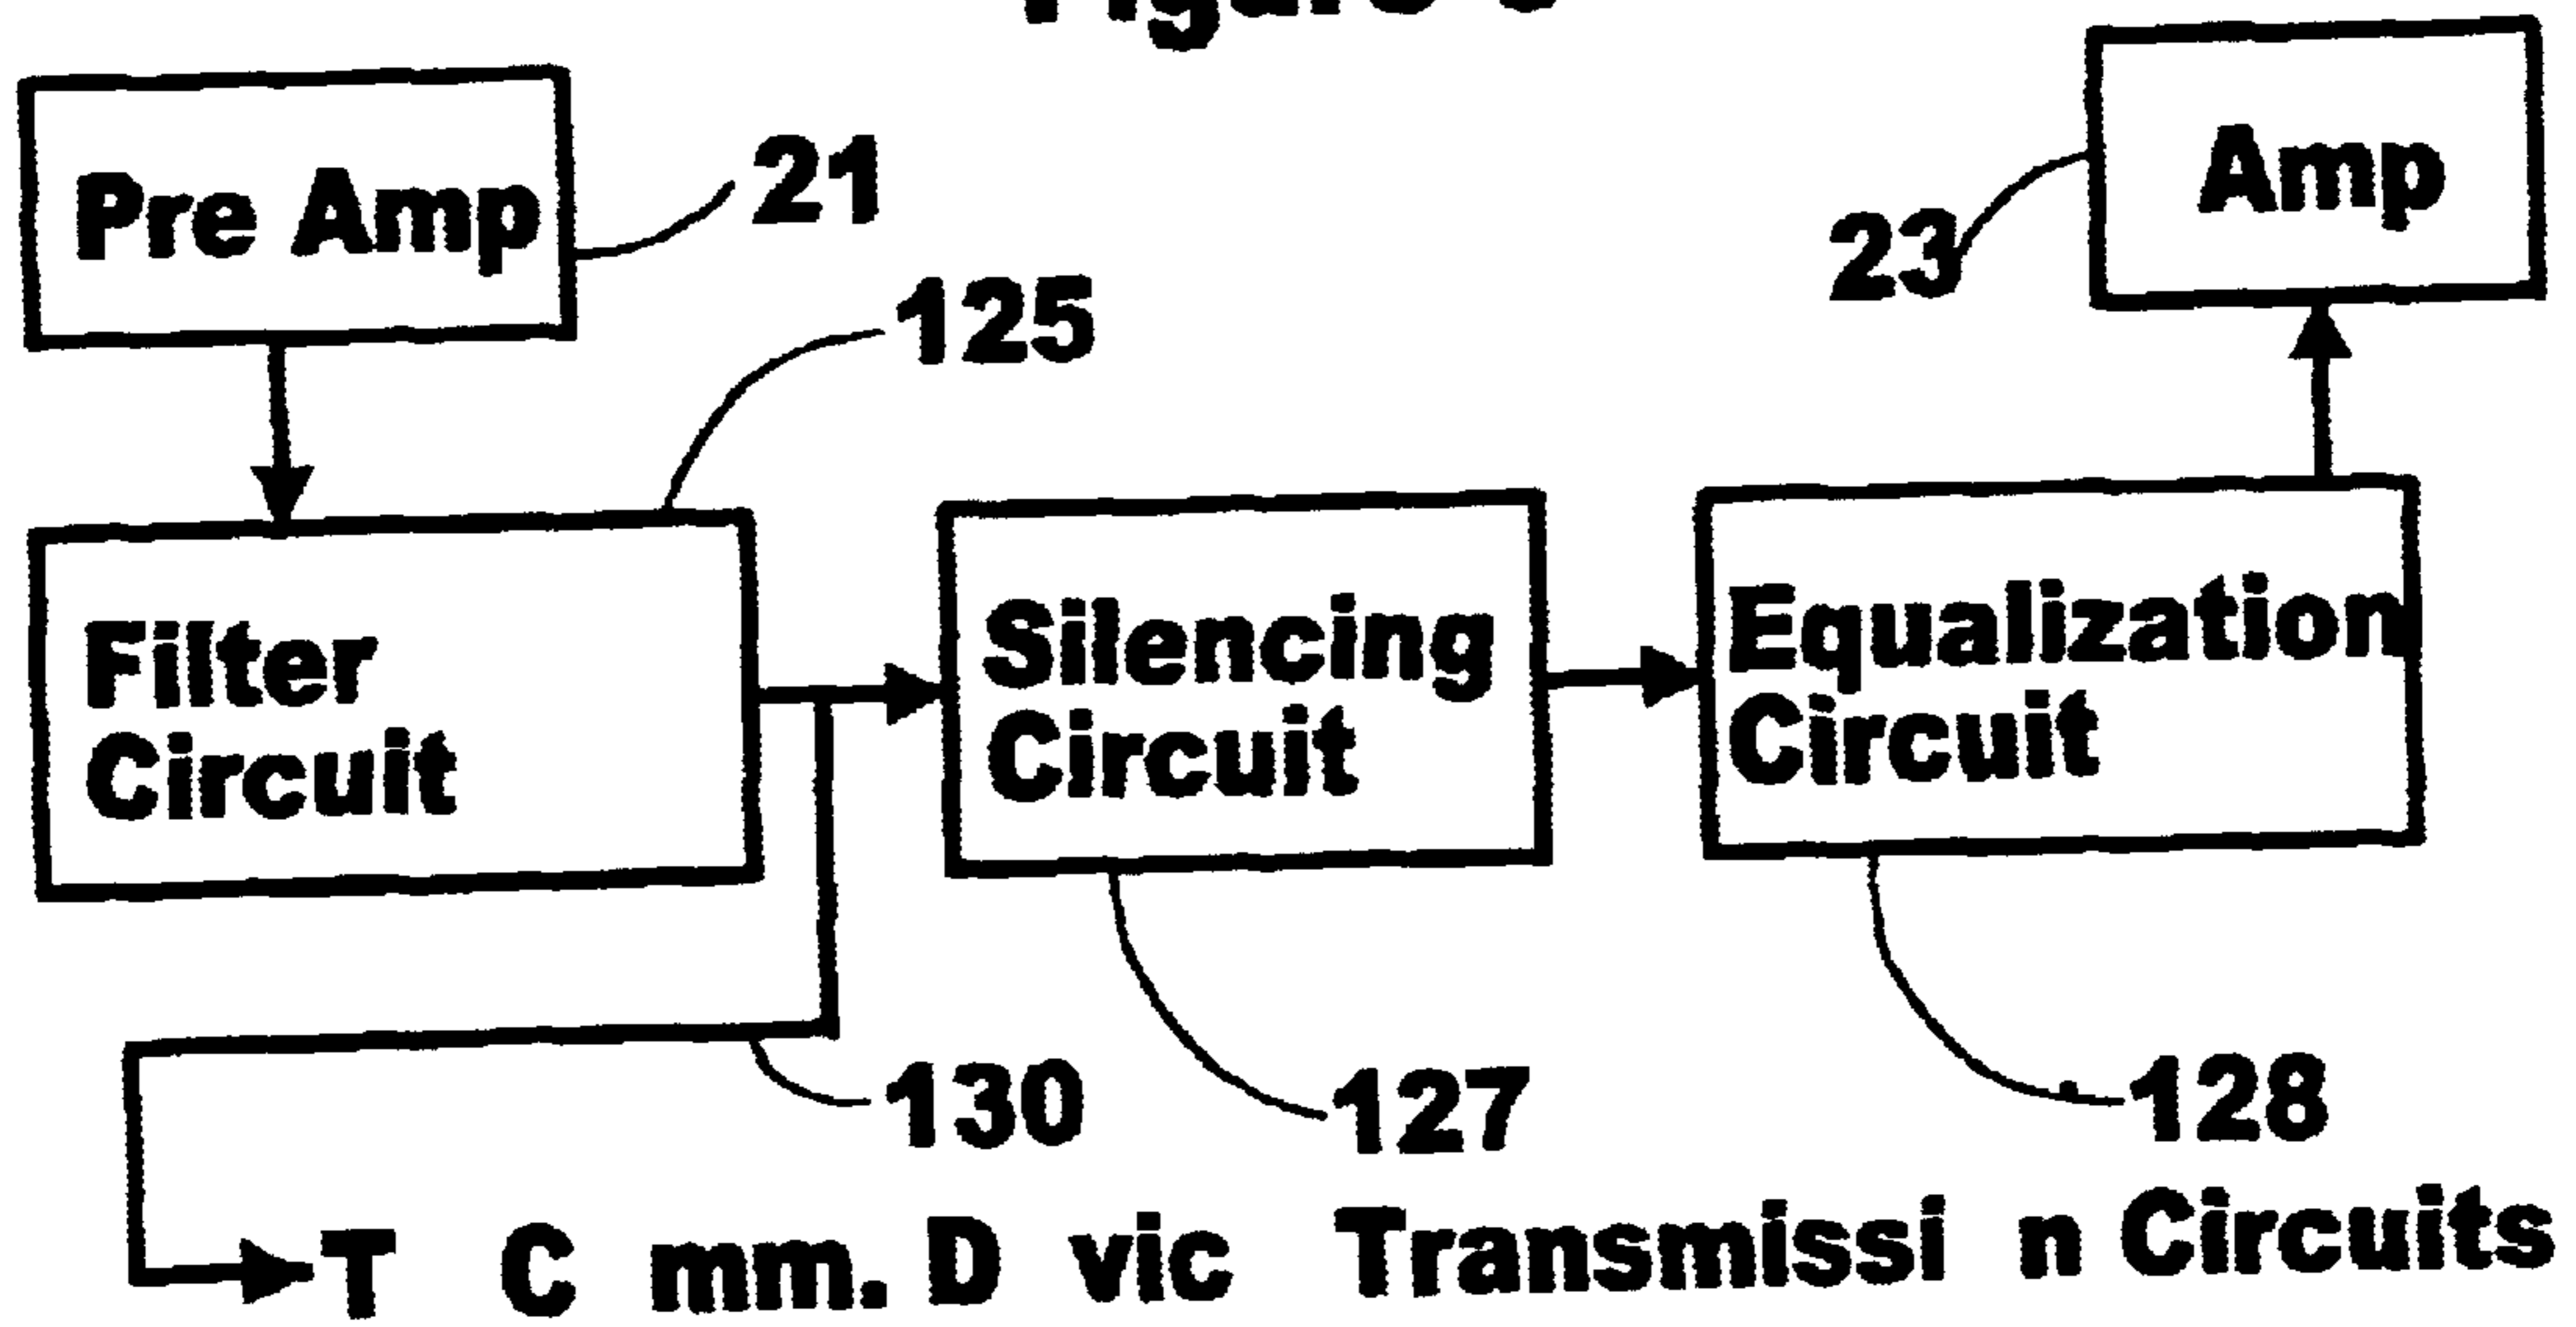 Pre Amp
21
Amp
23
125
Filter
Circuit
Silencing
Circuit
Equalization
Circuit
130
127
128
T C mm. D vic Transmissi n Circuits